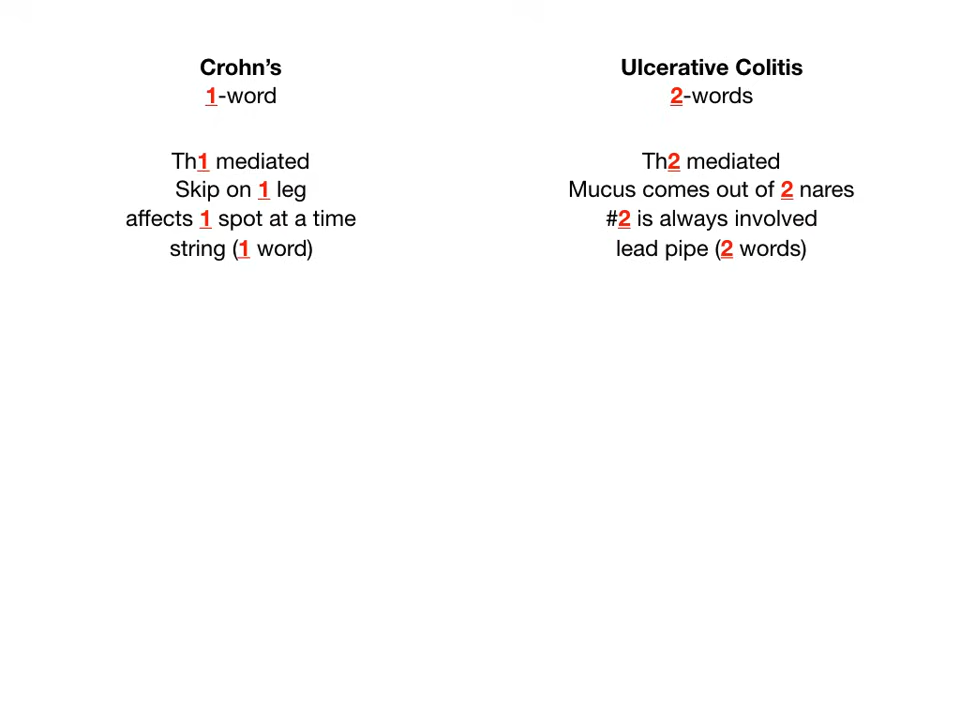 Crohn’s
1-word
Th1 mediated
Skip on 1 leg
affects 1 spot at a time
string (1 word)
Ulcerative Colitis
2-words
Th2 mediated
Mucus comes out of 2 nares
#2 is always involved
lead pipe (2 words)